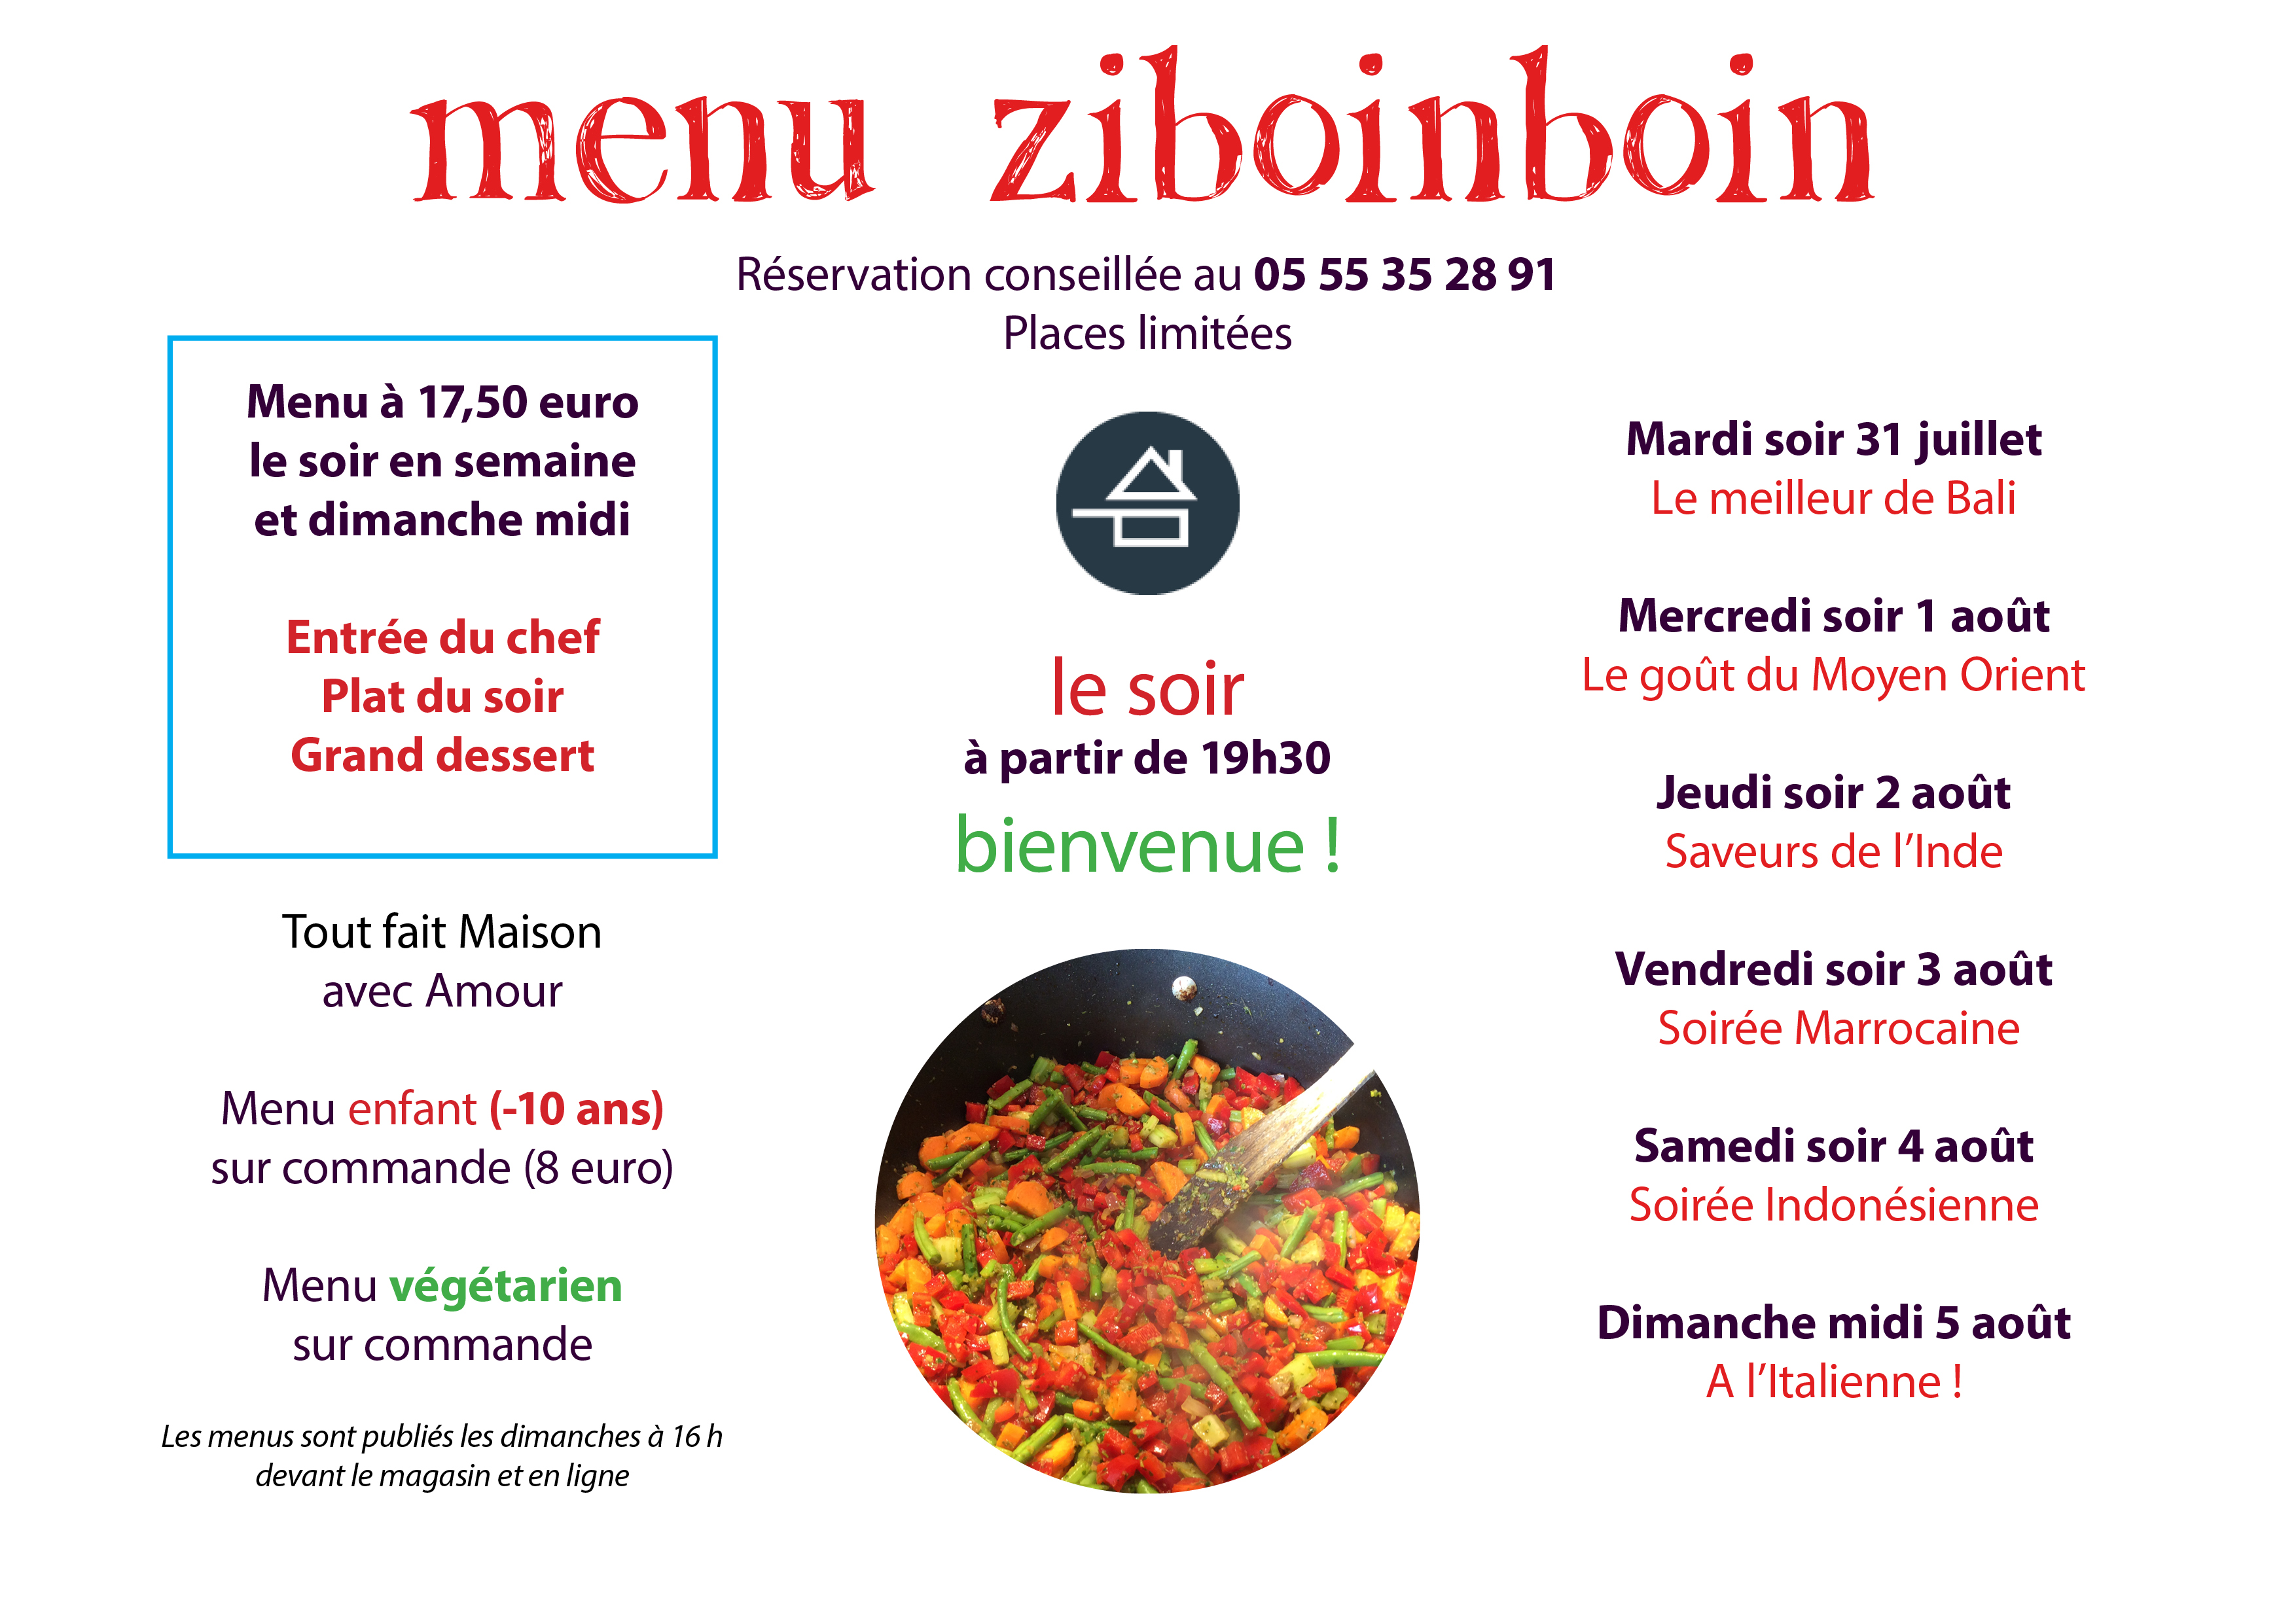 menu ziboinboin
Réservation conseillée au 05 55 35 28 91
Places limitées
Menu à 17,50 euro
le soir en semaine
et dimanche midi
Entrée du chef
Plat du soir
Grand dessert
Tout fait Maison
avec Amour
Menu enfant (-10 ans)
sur commande (8 euro)
Menu végétarien
sur commande
Les menus sont publiés les dimanches à 16 h
devant le magasin et en ligne
le soir
à partir de 19h30
bienvenue !
Mardi soir 31 juillet
Le meilleur de Bali
Mercredi soir 1 août
Le goût du Moyen Orient
Jeudi soir 2 août
Saveurs de l’Inde
Vendredi soir 3 août
Soirée Marrocaine
Samedi soir 4 août
Soirée Indonésienne
Dimanche midi 5 août
A l’Italienne !